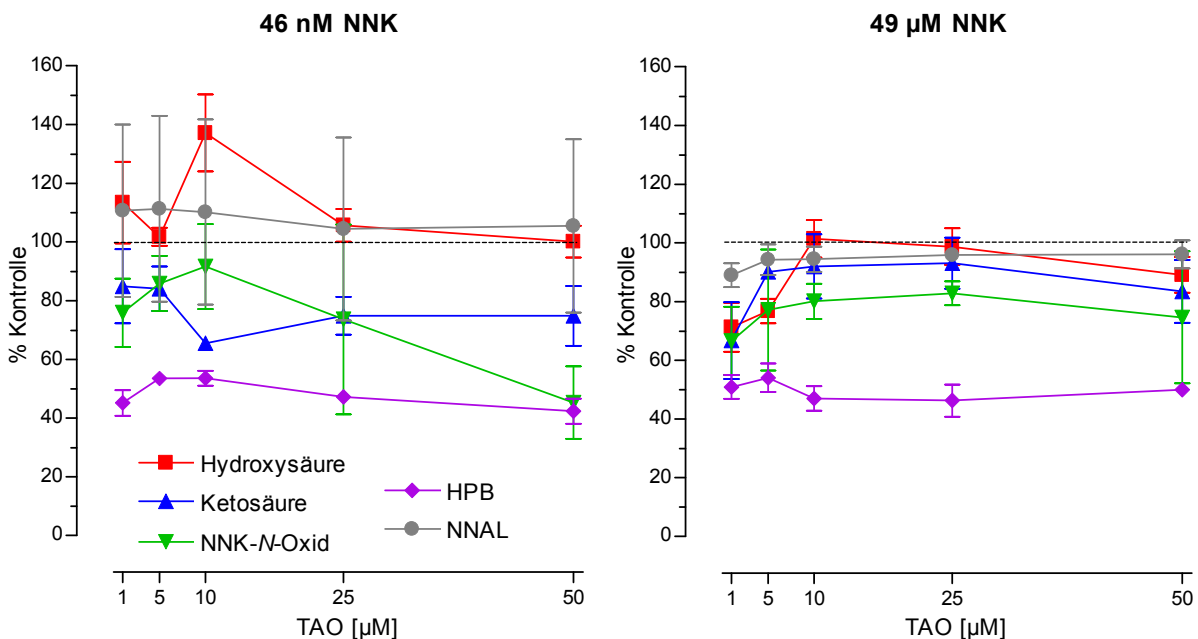 46 nM NNK
% Kontrolle
160
140
120
100
80
60
40
20
0
Hydroxysäure
Ketosäure
NNK-N-Oxid
HPB
NNAL
1 5 10 25 50
TAO [µM]
49 µM NNK
% Kontrolle
160
140
120
100
80
60
40
20
0
1 5 10 25 50
TAO [µM]